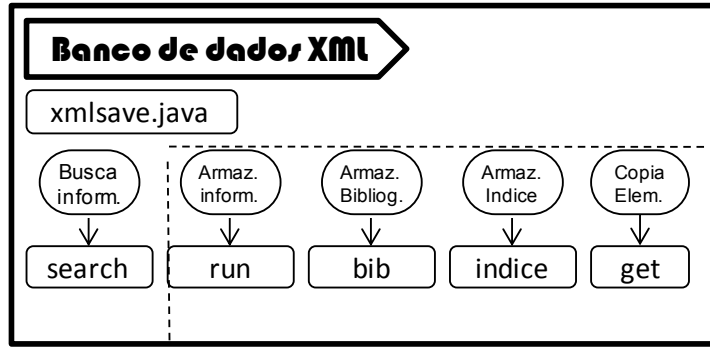 Banco de dados XML
xmlsave.java
Busca
inform.
Armaz.
inform.
Armaz.
Bibliog.
Armaz.
Indice
Copia
Elem.
search
run
bib
indice
get